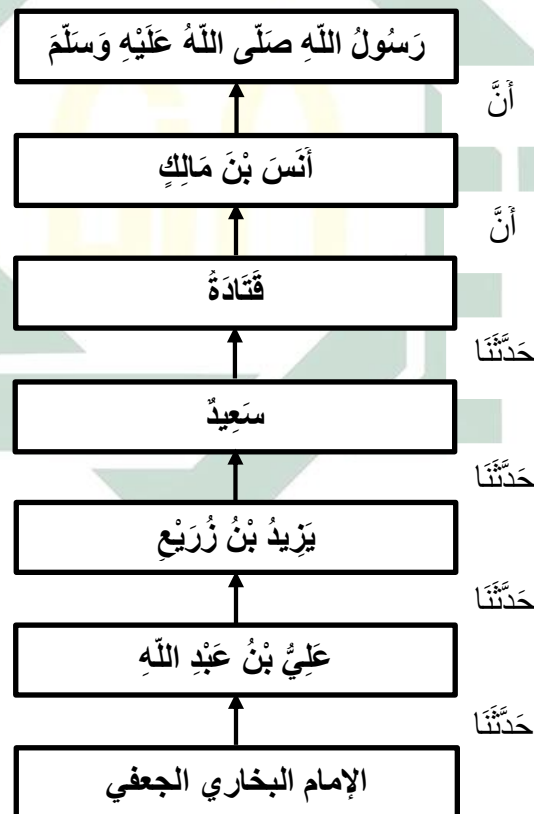 رَسُولُ اللّهِ صَلّى اللّهُ عَلَيْهِ وَسَلّمَ
أَنَّ
أَنَسَ بْنَ مَالِكٍ
أَنَّ
قَتَادَةُ
حَدَّثَنَا
سَعِيدٌ
حَدَّثَنَا
يَزِيدُ بْنُ زُرَيْعٍ
حَدَّثَنَا
عَلِيُّ بْنُ عَبْدِ اللّهِ
حَدَّثَنَا
الإمام البخاري الجعفي